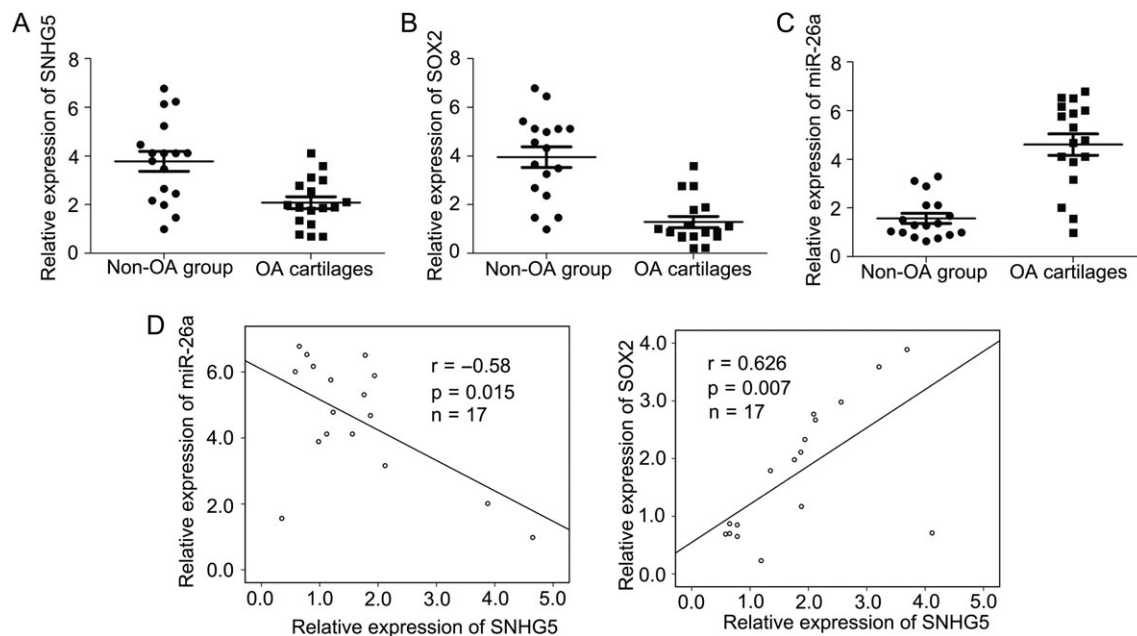 A
Relative expression of SNHG5
8
6
4
2
0
Non-OA group
OA cartilages
B
Relative expression of SOX2
8
6
4
2
0
Non-OA group
OA cartilages
C
Relative expression of miR-26a
8
6
4
2
0
Non-OA group
OA cartilages
D
Relative expression of miR-26a
6.0
4.0
2.0
0.0
r = –0.58
p = 0.015
n = 17
0.0 1.0 2.0 3.0 4.0 5.0
Relative expression of SNHG5
Relative expression of SOX2
4.0
3.0
2.0
1.0
0.0
r = 0.626
p = 0.007
n = 17
0.0 1.0 2.0 3.0 4.0 5.0
Relative expression of SNHG5